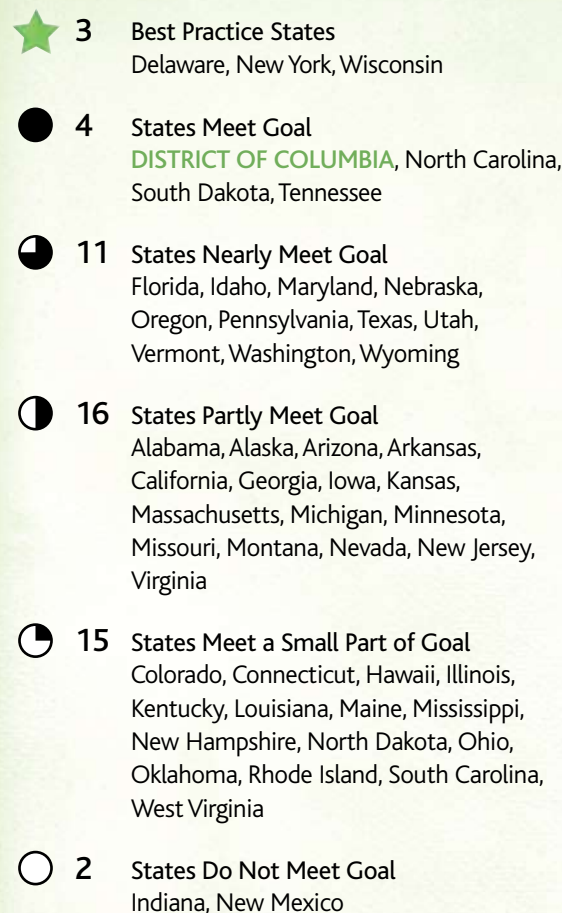 3 Best Practice States
Delaware, New York, Wisconsin
4 States Meet Goal
DISTRICT OF COLUMBIA, North Carolina,
South Dakota, Tennessee
11 States Nearly Meet Goal
Florida, Idaho, Maryland, Nebraska,
Oregon, Pennsylvania, Texas, Utah,
Vermont, Washington, Wyoming
16 States Partly Meet Goal
Alabama, Alaska, Arizona, Arkansas,
California, Georgia, Iowa, Kansas,
Massachusetts, Michigan, Minnesota,
Missouri, Montana, Nevada, New Jersey,
Virginia
15 States Meet a Small Part of Goal
Colorado, Connecticut, Hawaii, Illinois,
Kentucky, Louisiana, Maine, Mississippi,
New Hampshire, North Dakota, Ohio,
Oklahoma, Rhode Island, South Carolina,
West Virginia
2 States Do Not Meet Goal
Indiana, New Mexico